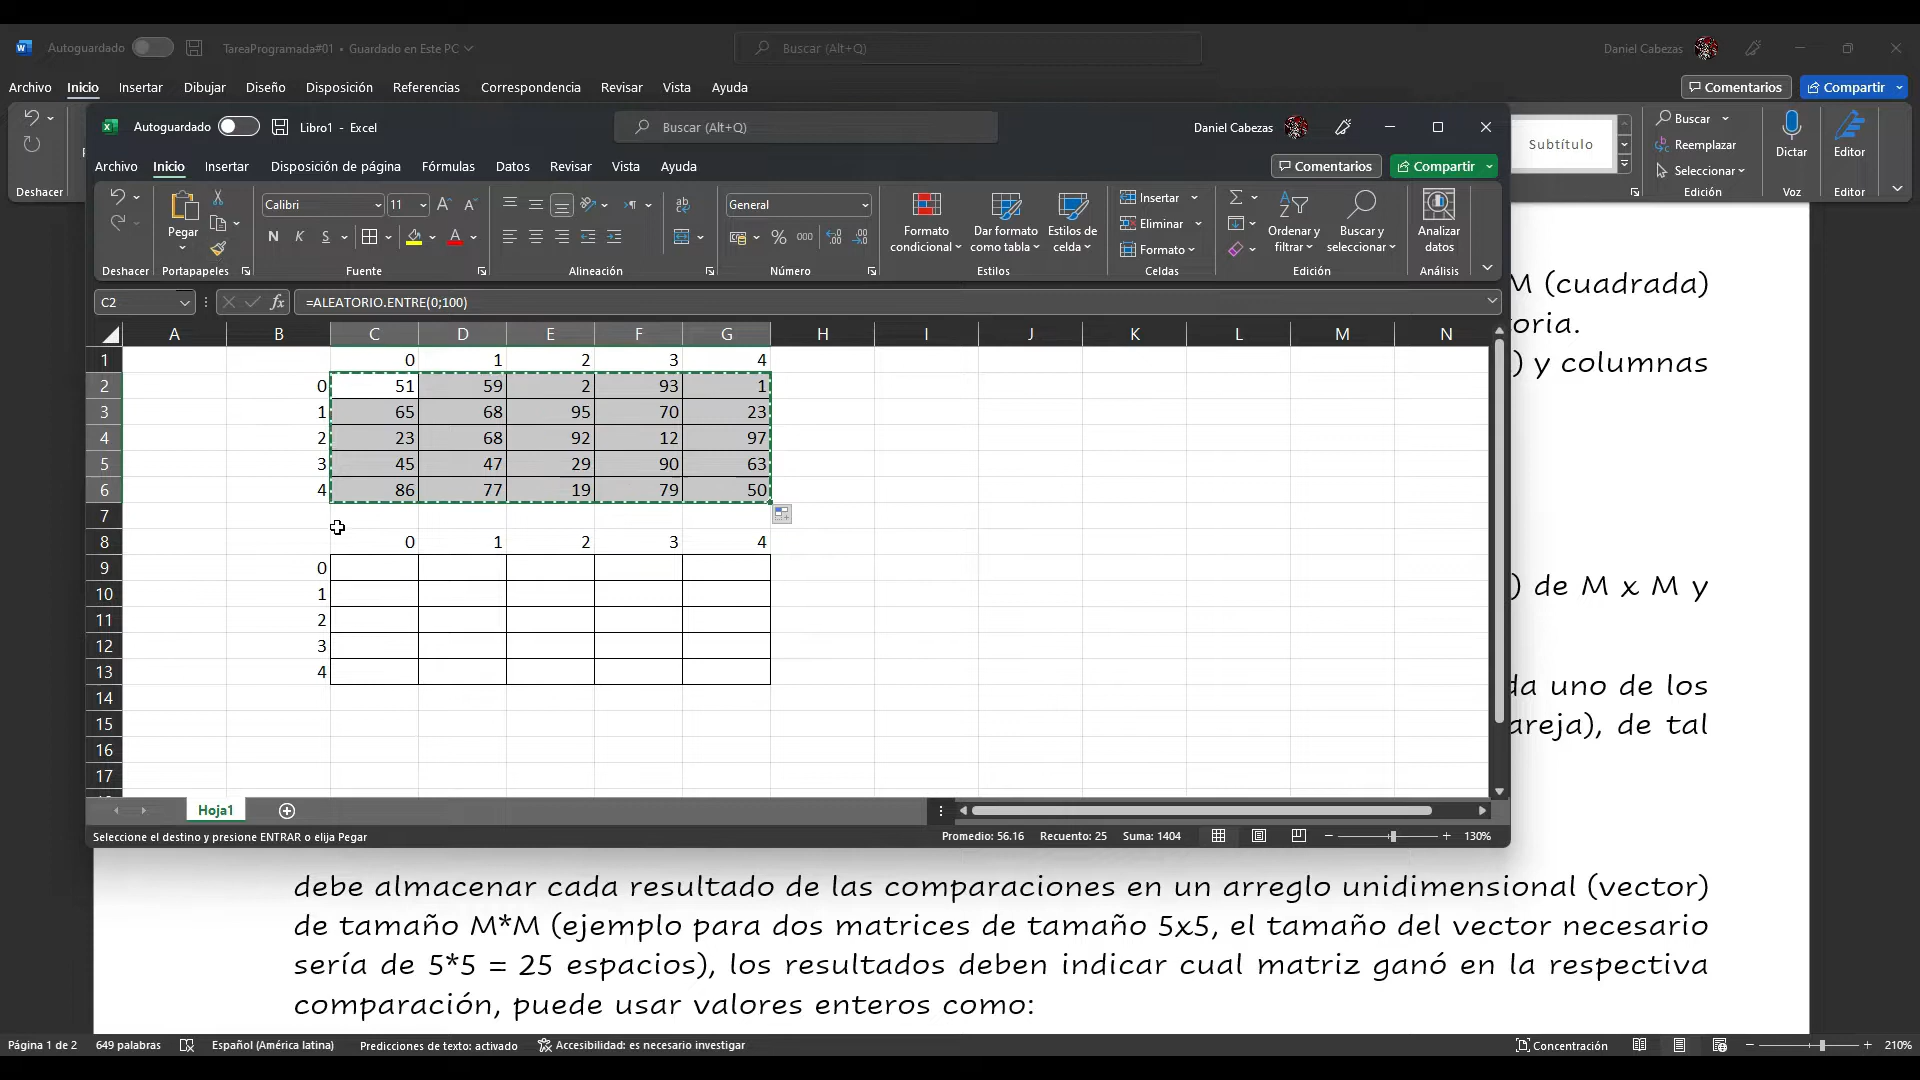 Autoguardado TareaProgramada#01 • Guardado en Este PC Buscar (Alt+Q) Daniel Cabezas
Archivo Inicio Insertar Dibujar Diseño Disposición Referencias Correspondencia Revisar Vista Ayuda Comentarios Compartir
Deshacer
Subtítulo
Buscar
Reemplazar
Seleccionar
Edición
Dictar
Voz
Editor
Editor
Autoguardado Libro1 - Excel Buscar (Alt+Q) Daniel Cabezas
Archivo Inicio Insertar Disposición de página Fórmulas Datos Revisar Vista Ayuda Comentarios Compartir
Deshacer
Pegar
Portapapeles
Calibri 11
N K S
Fuente
Alineación
General
% 000
Número
Formato condicional
Dar formato como tabla
Estilos de celda
Estilos
Insertar
Eliminar
Formato
Celdas
Ordenar y filtrar
Buscar y seleccionar
Edición
Analizar datos
Análisis
C2 fx =ALEATORIO.ENTRE(0;100)
A B C D E F G H I J K L M N
1 0 1 2 3 4
2 0 51 59 2 93 1
3 1 65 68 95 70 23
4 2 23 68 92 12 97
5 3 45 47 29 90 63
6 4 86 77 19 79 50
7
8 0 1 2 3 4
9 0
10 1
11 2
12 3
13 4
14
15
16
17
Hoja1
Seleccione el destino y presione ENTRAR o elija Pegar Promedio: 56.16 Recuento: 25 Suma: 1404 130%
M (cuadrada)
oria.
) y columnas
) de M x M y
da uno de los
areja), de tal
debe almacenar cada resultado de las comparaciones en un arreglo unidimensional (vector)
de tamaño M*M (ejemplo para dos matrices de tamaño 5x5, el tamaño del vector necesario
sería de 5*5 = 25 espacios), los resultados deben indicar cual matriz ganó en la respectiva
comparación, puede usar valores enteros como:
Página 1 de 2 649 palabras Español (América latina) Predicciones de texto: activado Accesibilidad: es necesario investigar Concentración 210%